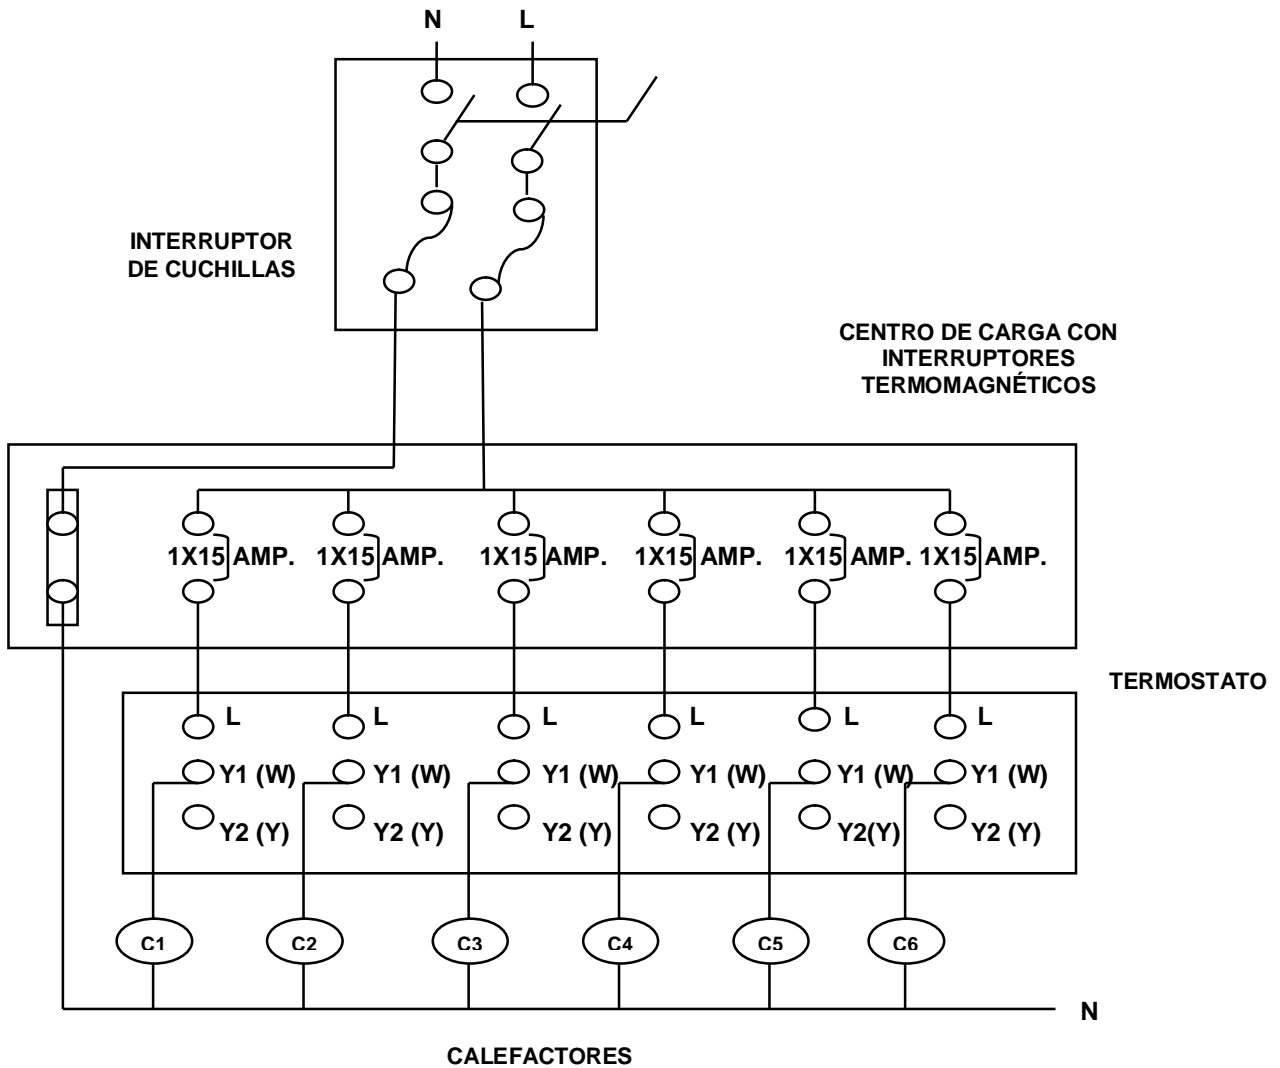 N L
INTERRUPTOR
DE CUCHILLAS
CENTRO DE CARGA CON
INTERRUPTORES
TERMOMAGNÉTICOS
1X15 AMP. 1X15 AMP. 1X15 AMP. 1X15 AMP. 1X15 AMP. 1X15 AMP.
TERMOSTATO
L L L L L L
Y1 (W) Y1 (W) Y1 (W) Y1 (W) Y1 (W) Y1 (W)
Y2 (Y) Y2 (Y) Y2 (Y) Y2 (Y) Y2(Y) Y2 (Y)
C1 C2 C3 C4 C5 C6
N
CALEFACTORES